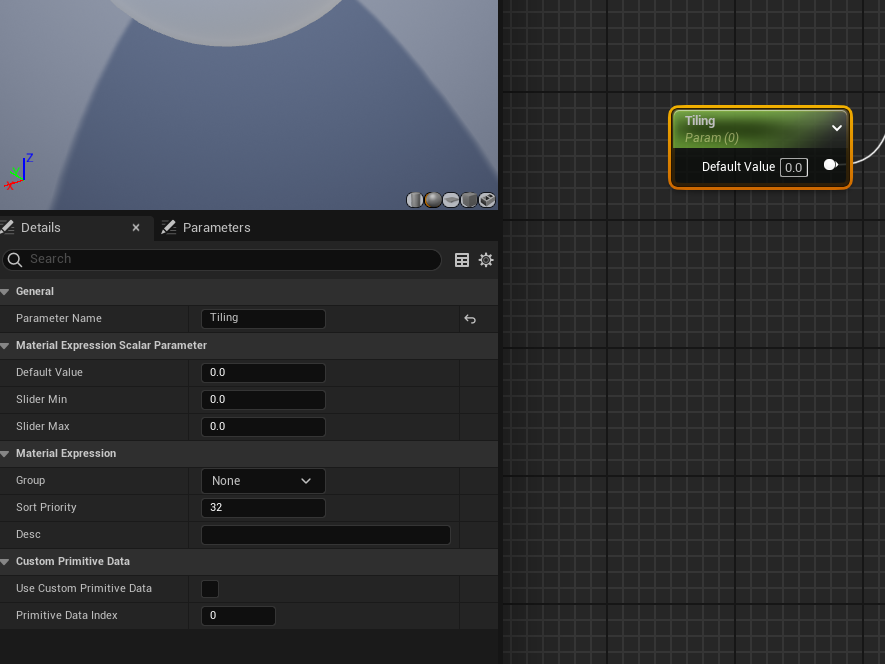 Z
X
Tiling
Param (0)
Default Value 0.0
Details
Parameters
Search
General
Parameter Name Tiling
Material Expression Scalar Parameter
Default Value 0.0
Slider Min 0.0
Slider Max 0.0
Material Expression
Group None
Sort Priority 32
Desc
Custom Primitive Data
Use Custom Primitive Data
Primitive Data Index 0